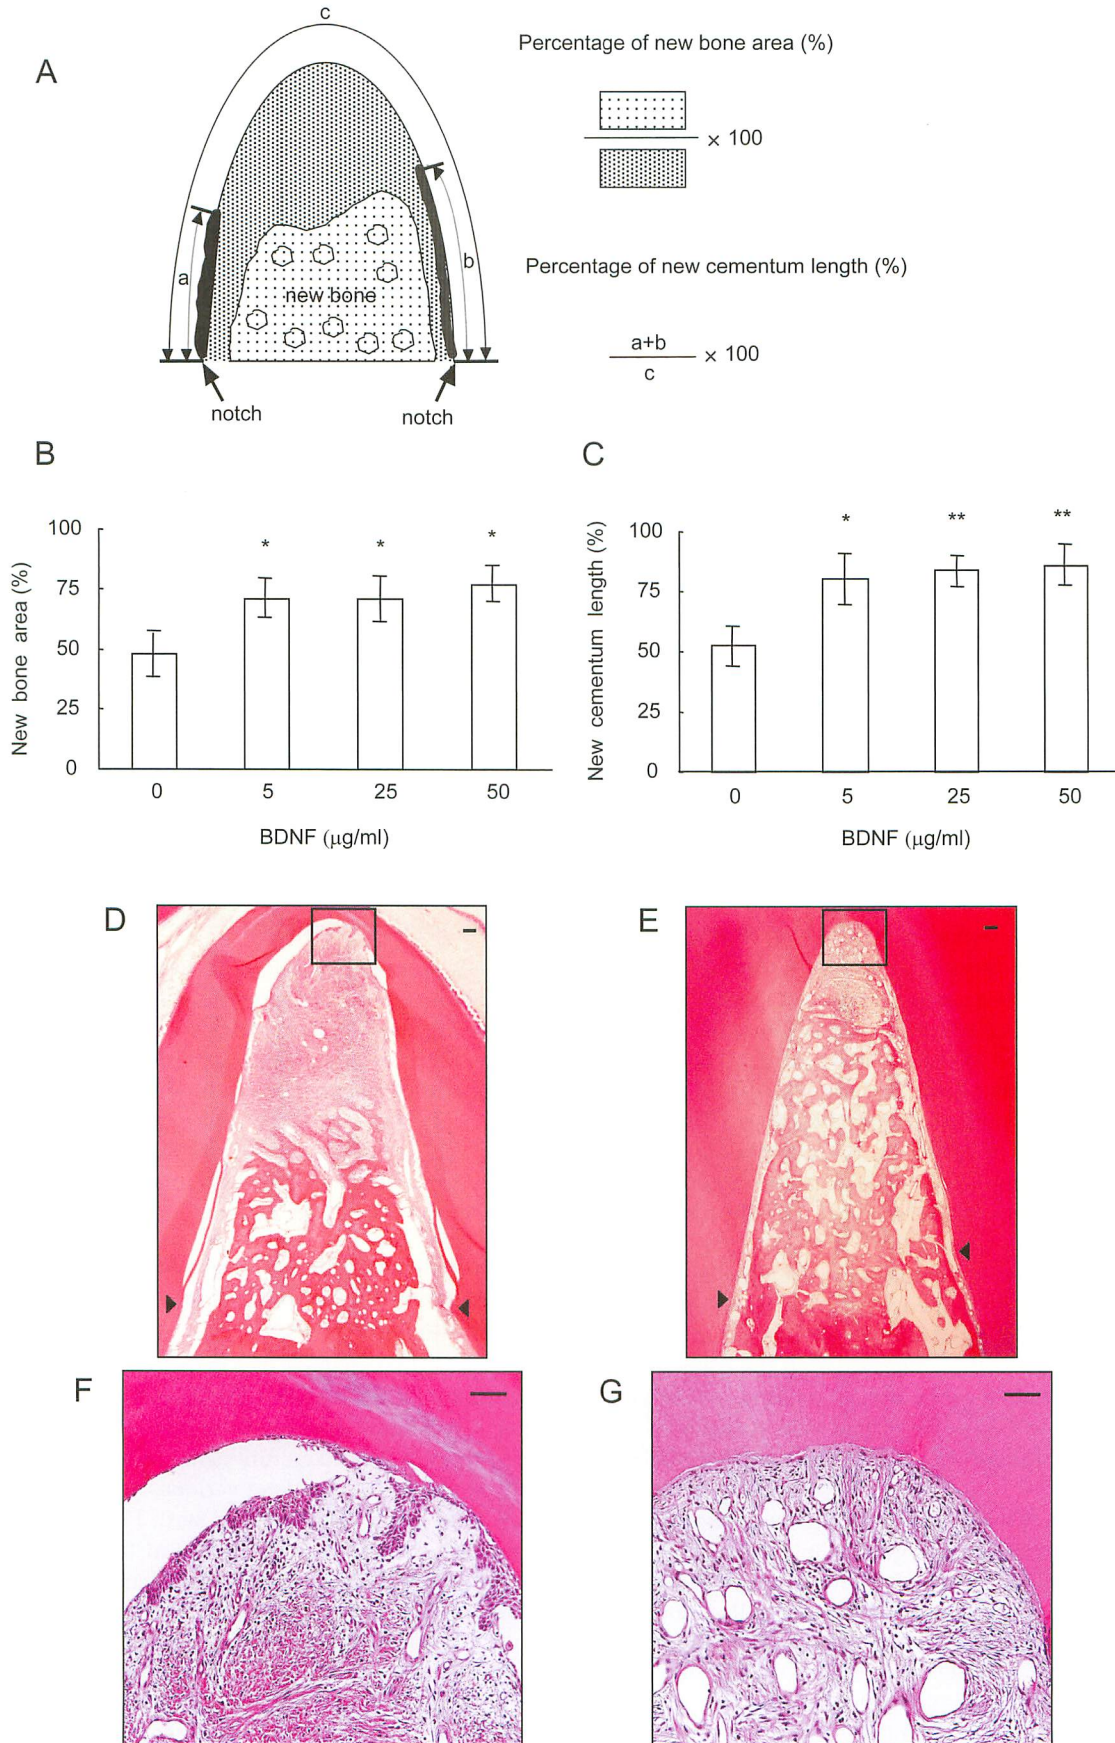 A
c
a
b
new bone
notch
notch
Percentage of new bone area (%)
× 100
Percentage of new cementum length (%)
a+b
c
× 100
B
New bone area (%)
100
75
50
25
0
*
*
*
0 5 25 50
BDNF (μg/ml)
C
New cementum length (%)
100
75
50
25
0
*
**
**
0 5 25 50
BDNF (μg/ml)
D
E
F
G